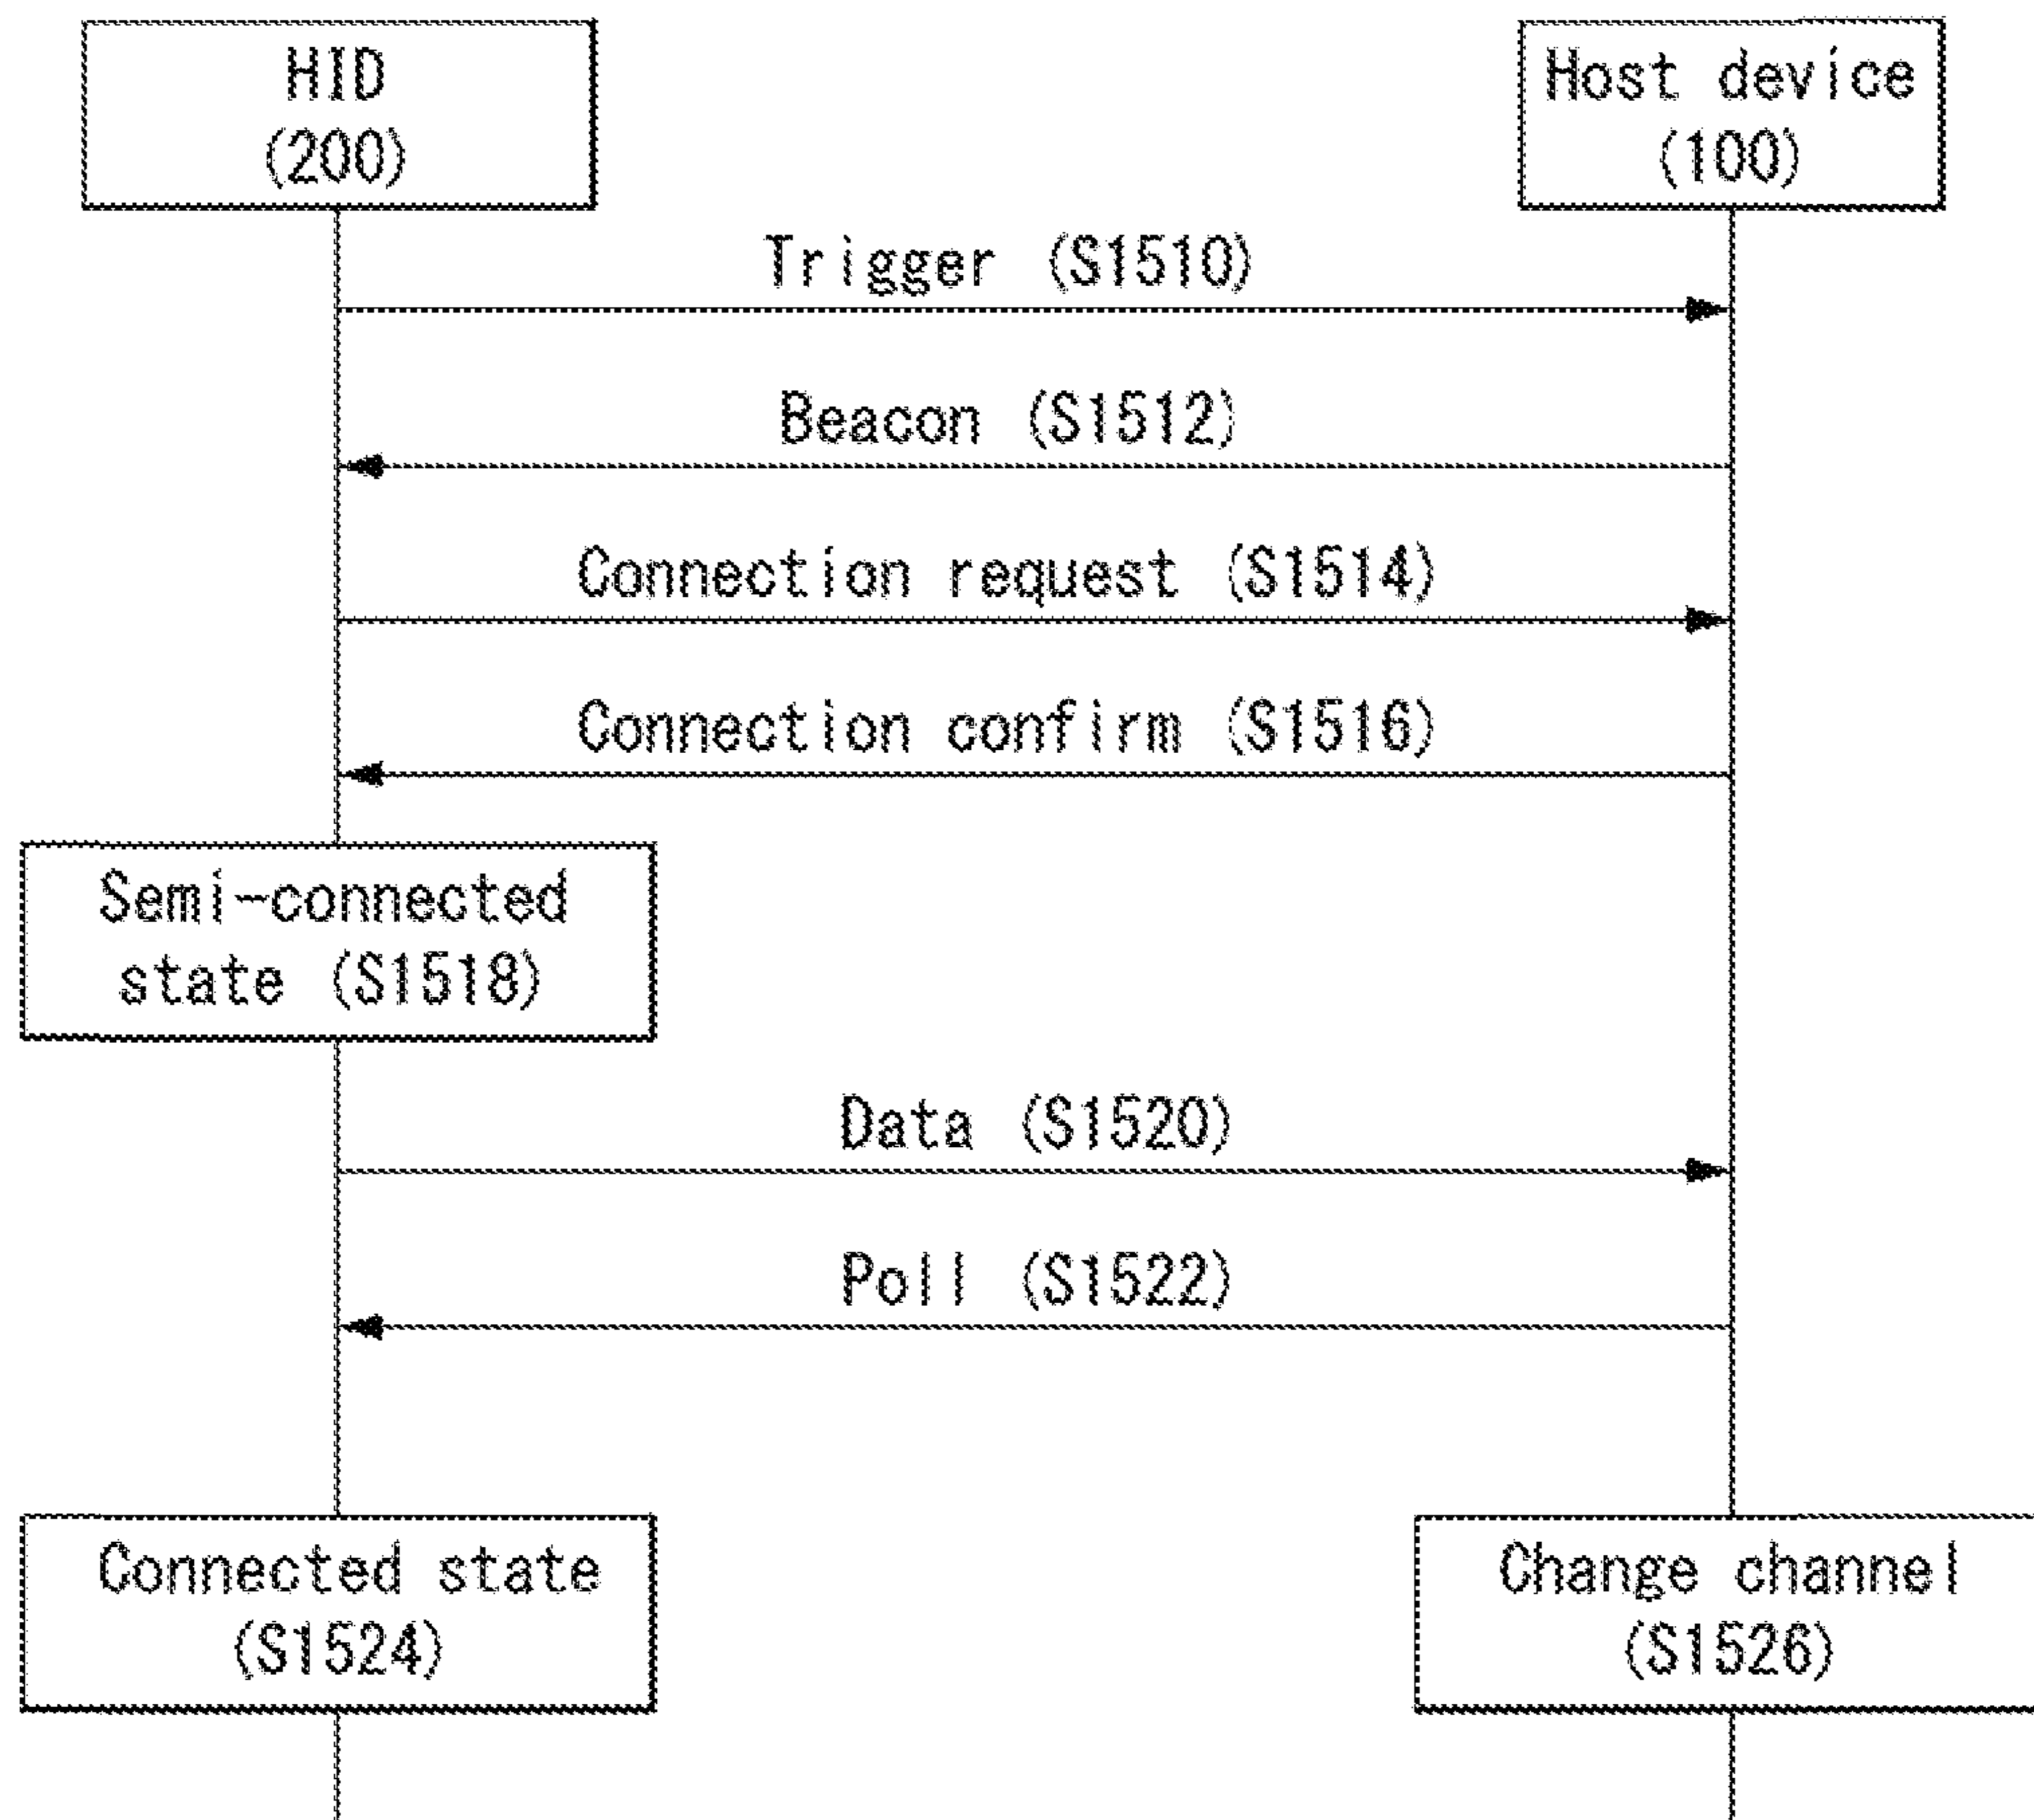 HID
(200)
Host device
(100)
Trigger (S1510)
Beacon (S1512)
Connection request (S1514)
Connection confirm (S1516)
Semi-connected
state (S1518)
Data (S1520)
Poll (S1522)
Connected state
(S1524)
Change channel
(S1526)